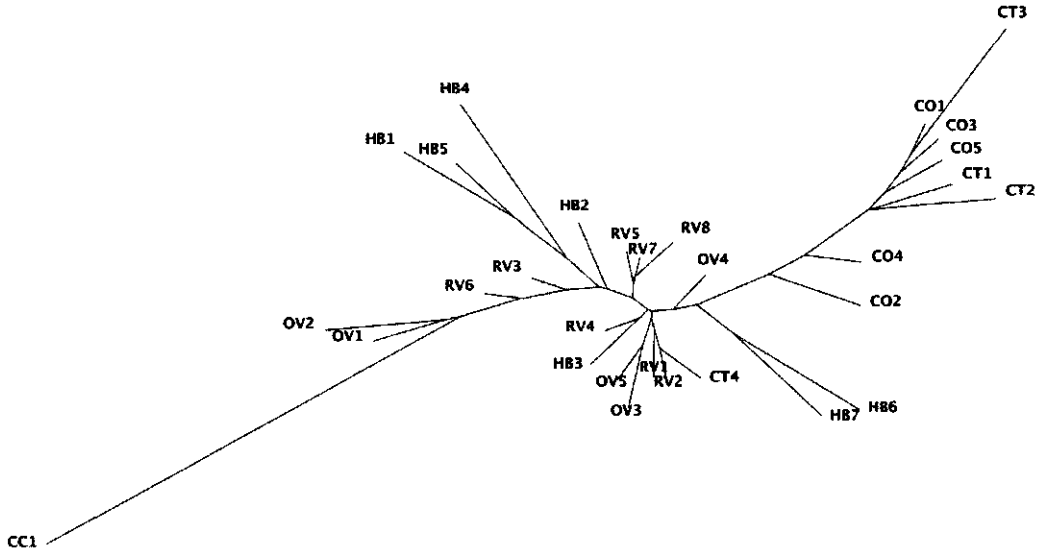 CT3
HB4
CO1
HB1
CO3
HB5
CO5
CT1
CT2
HB2
RV5
RV8
RV7
OV4
CO4
RV3
RV6
CO2
OV2
OV1
RV4
HB3
RV1
OV5
RV2
CT4
OV3
HB7
HB6
CC1